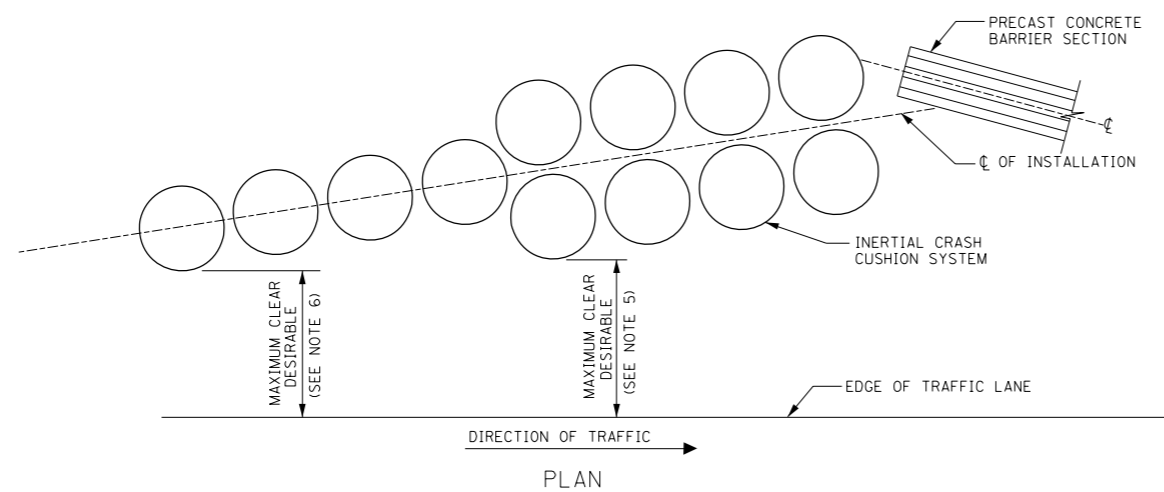 PRECAST CONCRETE
BARRIER SECTION
℄
℄ OF INSTALLATION
INERTIAL CRASH
CUSHION SYSTEM
MAXIMUM CLEAR
DESIRABLE
(SEE NOTE 6)
MAXIMUM CLEAR
DESIRABLE
(SEE NOTE 5)
EDGE OF TRAFFIC LANE
DIRECTION OF TRAFFIC
PLAN